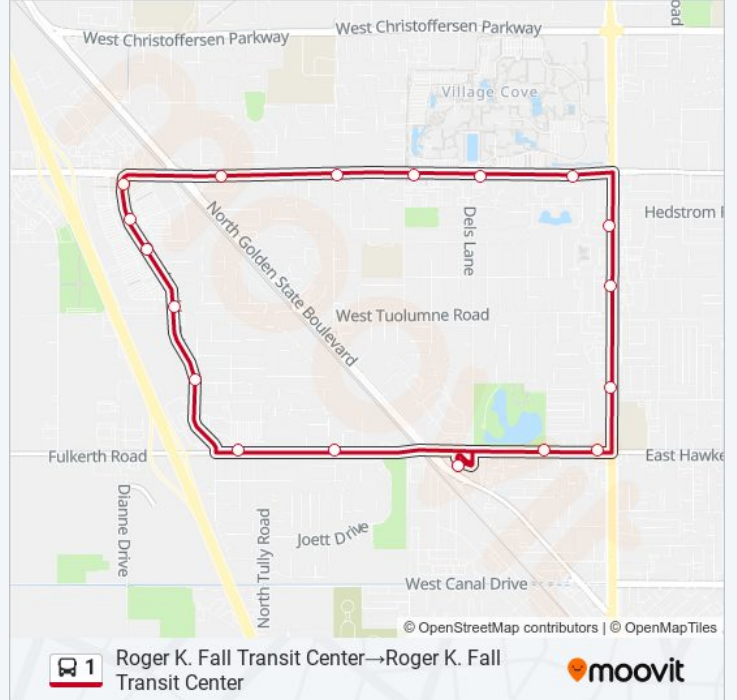 oad
West Christoffersen Parkway
West Christoffersen Parkway
Village Cove
Hedstrom
Dels Lane
North Golden State Boulevard
West Tuolumne Road
Fulkerth Road
East Hawke
Dianne Drive
North Tully Road
Joett Drive
West Canal Drive
© OpenStreetMap contributors | © OpenMapTiles
1
Roger K. Fall Transit Center→Roger K. Fall
Transit Center
moovit